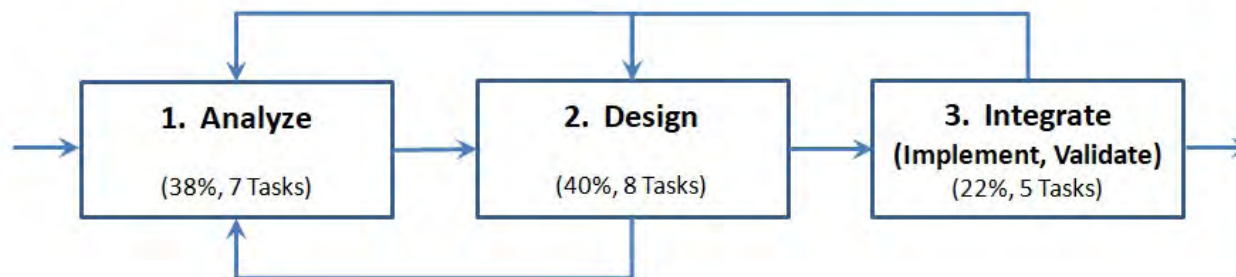 1. Analyze
(38%, 7 Tasks)
2. Design
(40%, 8 Tasks)
3. Integrate
(Implement, Validate)
(22%, 5 Tasks)